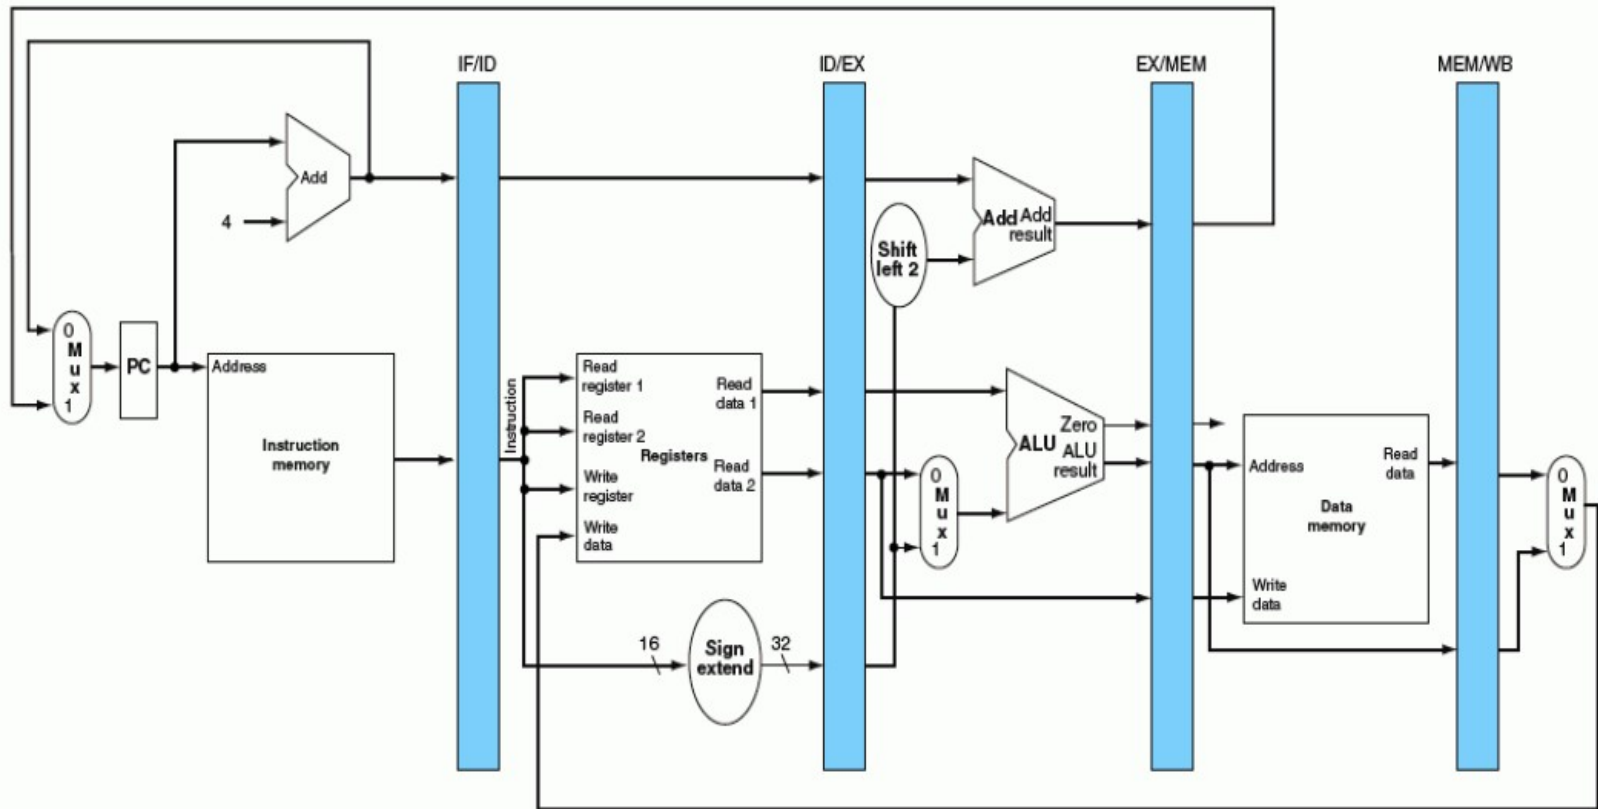 IF/ID
ID/EX
EX/MEM
MEM/WB
Add
4
Add Add
result
Shift
left 2
0
M
u
x
1
PC
Address
Instruction
memory
Instruction
Read
register 1
Read
register 2
Write
register
Write
data
Registers
Read
data 1
Read
data 2
16
Sign
extend
32
0
M
u
x
1
Zero
ALU
ALU
result
Address
Read
data
Data
memory
Write
data
0
M
u
x
1